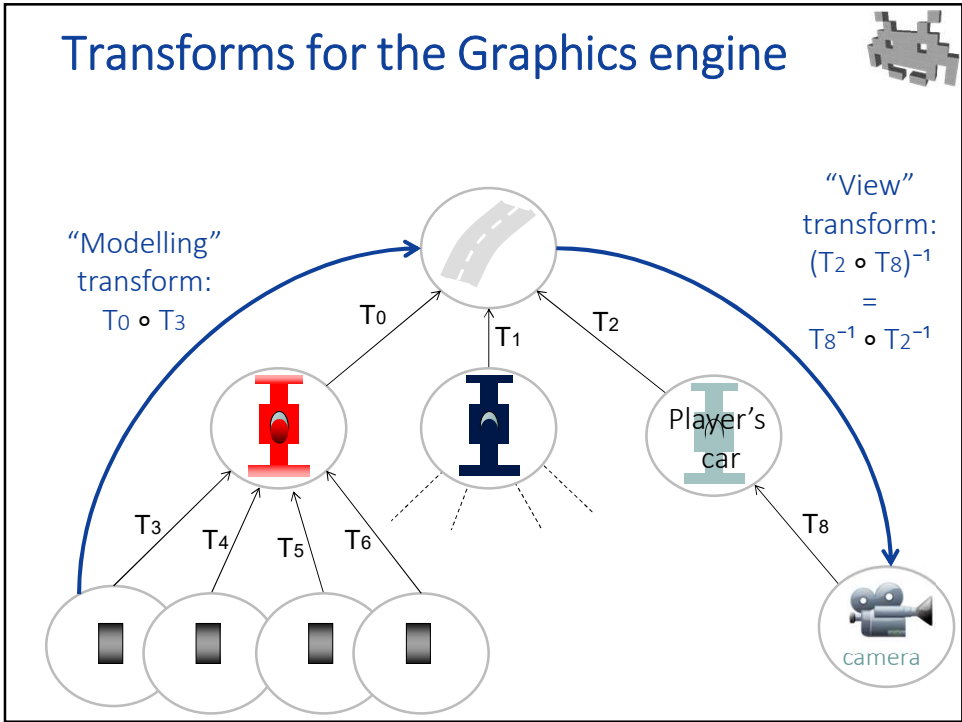 Transforms for the Graphics engine
“Modelling”
transform:
T0 ∘ T3
“View”
transform:
(T2 ∘ T8)⁻¹
=
T8⁻¹ ∘ T2⁻¹
T0
T1
T2
Player’s
car
T3
T4
T5
T6
T8
camera